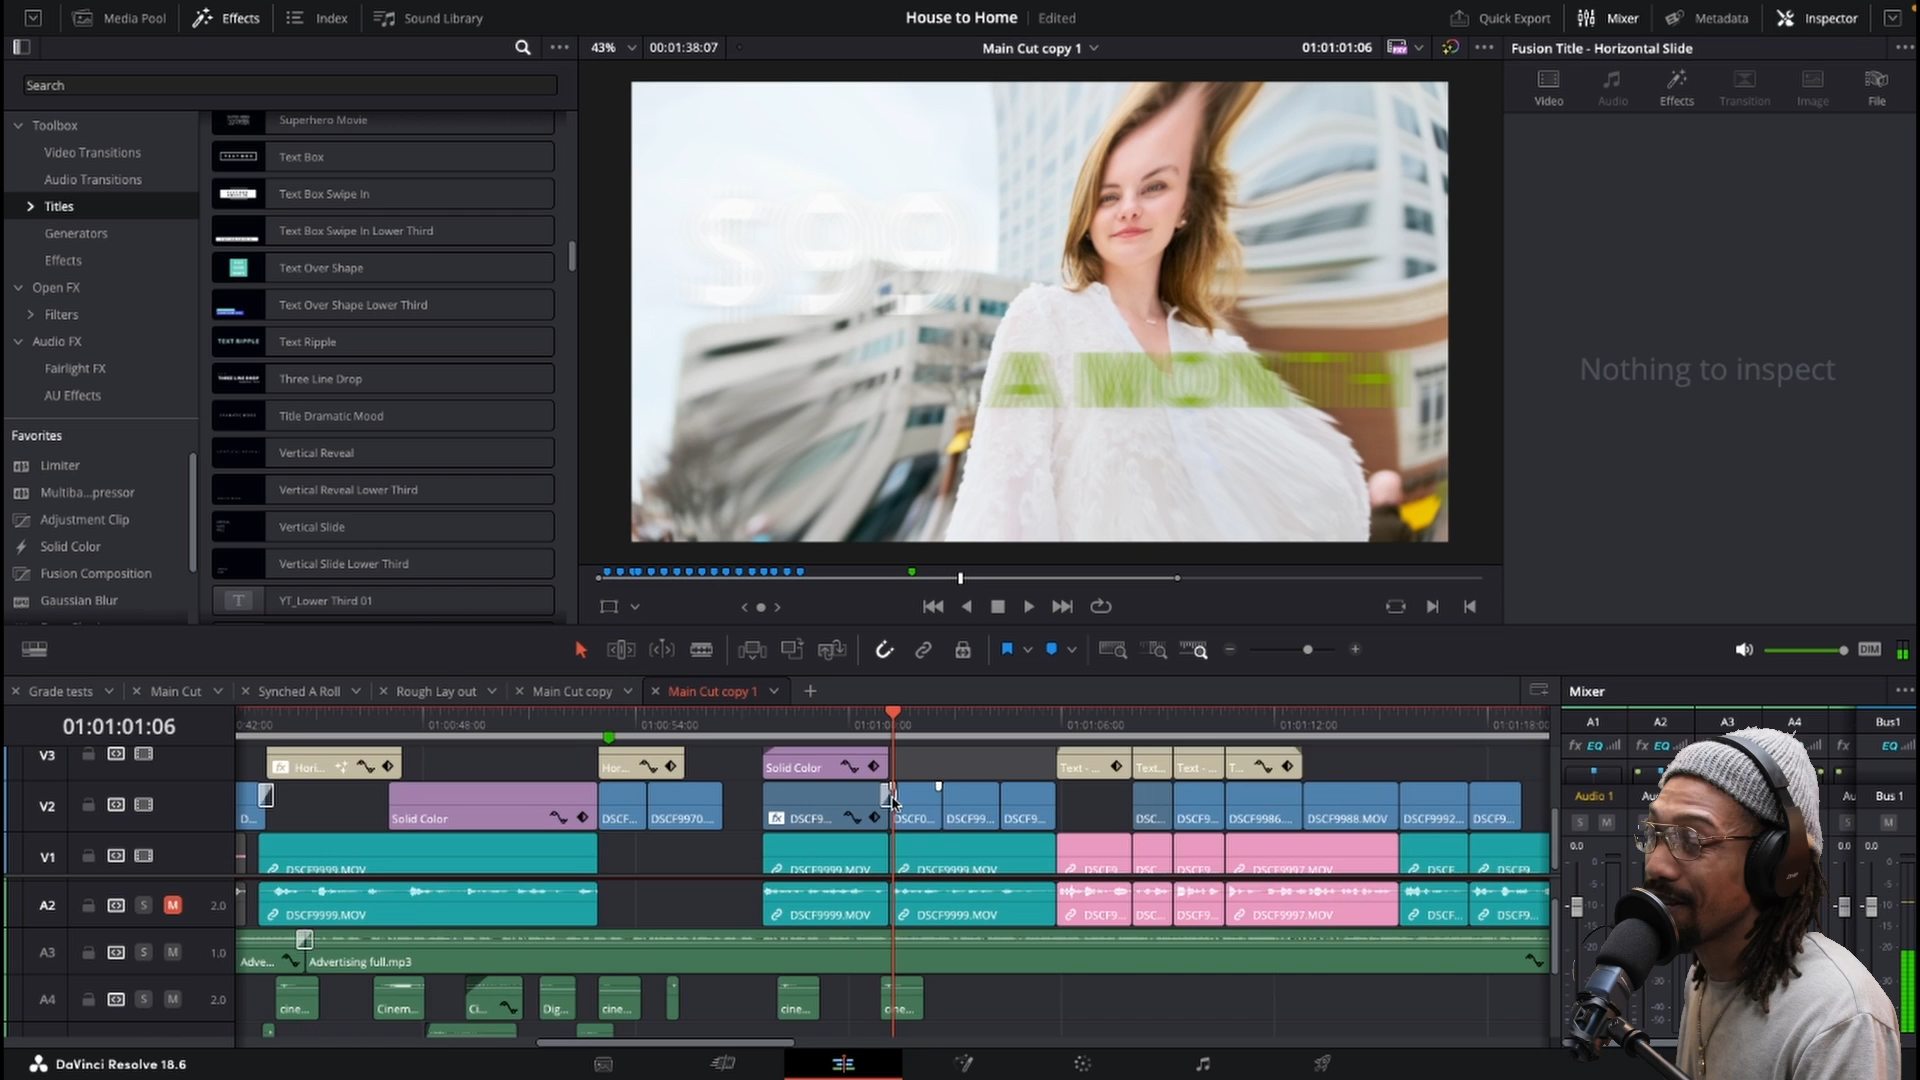 Media Pool
Effects
Index
Sound Library
House to Home
Edited
Quick Export
Mixer
Metadata
Inspector
43%
00:01:38:07
Main Cut copy 1
01:01:01:06
Fusion Title - Horizontal Slide
Search
Video
Audio
Effects
Transition
Image
File
Toolbox
Video Transitions
Audio Transitions
Titles
Generators
Effects
Open FX
Filters
Audio FX
Fairlight FX
AU Effects
Favorites
Limiter
Multiba...pressor
Adjustment Clip
Solid Color
Fusion Composition
Gaussian Blur
Superhero Movie
Text Box
Text Box Swipe In
Text Box Swipe In Lower Third
Text Over Shape
Text Over Shape Lower Third
Text Ripple
Three Line Drop
Title Dramatic Mood
Vertical Reveal
Vertical Reveal Lower Third
Vertical Slide
Vertical Slide Lower Third
YT_Lower Third 01
$99
A MONTH
Nothing to inspect
DIM
Grade tests
Main Cut
Synched A Roll
Rough Lay out
Main Cut copy
Main Cut copy 1
Mixer
01:01:01:06
0:42:00
01:00:48:00
01:00:54:00
01:01:06:00
01:01:12:00
01:01:18:00
V3
Hori...
Hor...
Solid Color
Text - ...
Text...
Text - ...
T...
V2
D...
Solid Color
DSCF...
DSCF9970....
DSCF9...
DSCF0...
DSCF99...
DSCF9...
DSC...
DSCF9...
DSCF9986...
DSCF9988.MOV
DSCF9992...
DSCF9...
V1
DSCF9999.MOV
DSCF9999.MOV
DSCF9999.MOV
DSCF9...
DSC...
DSCF9...
DSCF9997.MOV
DSCF...
DSCF9...
A2
S
M
2.0
DSCF9999.MOV
DSCF9999.MOV
DSCF9999.MOV
DSCF9...
DSC...
DSCF9...
DSCF9997.MOV
DSCF...
DSCF9...
A3
S
M
1.0
Adve...
Advertising full.mp3
A4
S
M
2.0
cine...
Cinem...
Ci...
Dig...
cine...
cine...
cine...
A1
A2
A3
A4
Bus1
fx EQ
fx EQ
fx EQ
fx EQ
EQ
Audio 1
Au
Au
Bus 1
S
M
M
0.0
0.0
0.0
DaVinci Resolve 18.6